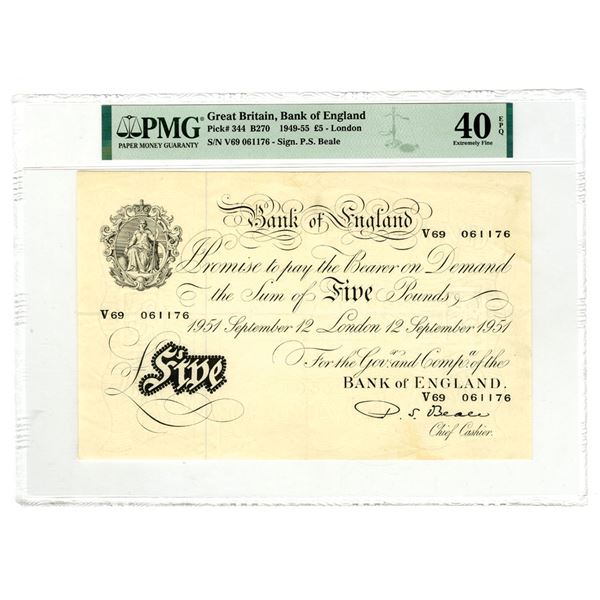 PMG
PAPER MONEY GUARANTY
Great Britain, Bank of England
Pick# 344 B270 1949-55 £5 - London
S/N V69 061176 - Sign. P.S. Beale
40 EPQ
Extremely Fine
Bank of England
V69 061176
I Promise to pay the Bearer on Demand
the Sum of Five Pounds
V69 061176
1951 September 12 London 12 September 1951
For the Govr. and Compa. of the
BANK of ENGLAND.
Five
V69 061176
P. S. Beale
Chief Cashier.